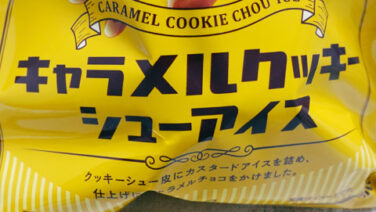 CARAMEL COOKIE CHOU ICE
キャラメルクッキー
シューアイス
クッキーシュー皮にカスタードアイスを詰め、
仕上げに ラメルチョコをかけました。